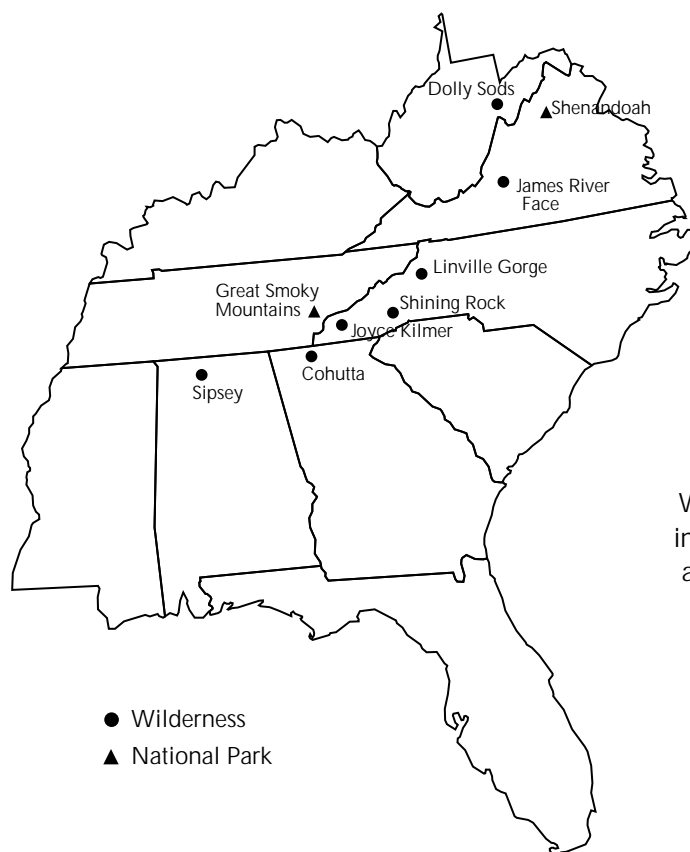 Dolly Sods
Shenandoah
James River
Face
Linville Gorge
Great Smoky
Mountains
Shining Rock
Joyce Kilmer
Cohutta
Sipsey
Wilderness
National Park